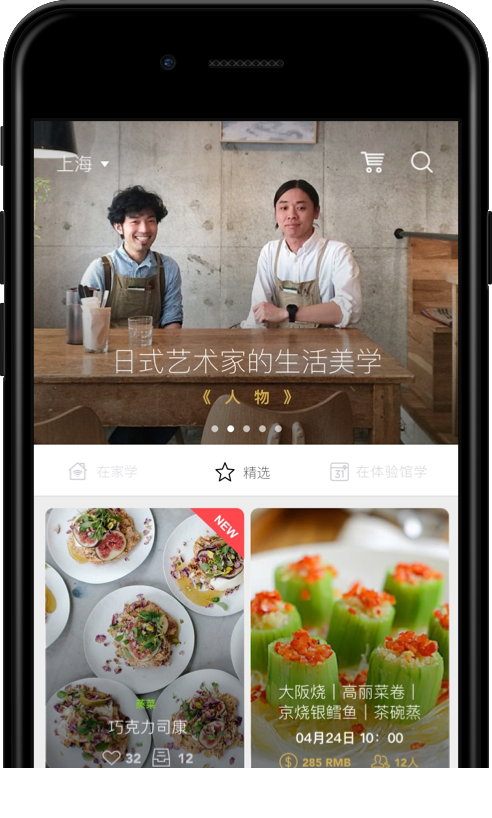 上海
日式艺术家的生活美学
《 人 物 》
在家学
精选
31
在体验馆学
NEW
蒸菜
巧克力司康
32 12
大阪烧｜高丽菜卷｜
京烧银鳕鱼｜茶碗蒸
04月24日 10：00
$ 285 RMB 12人